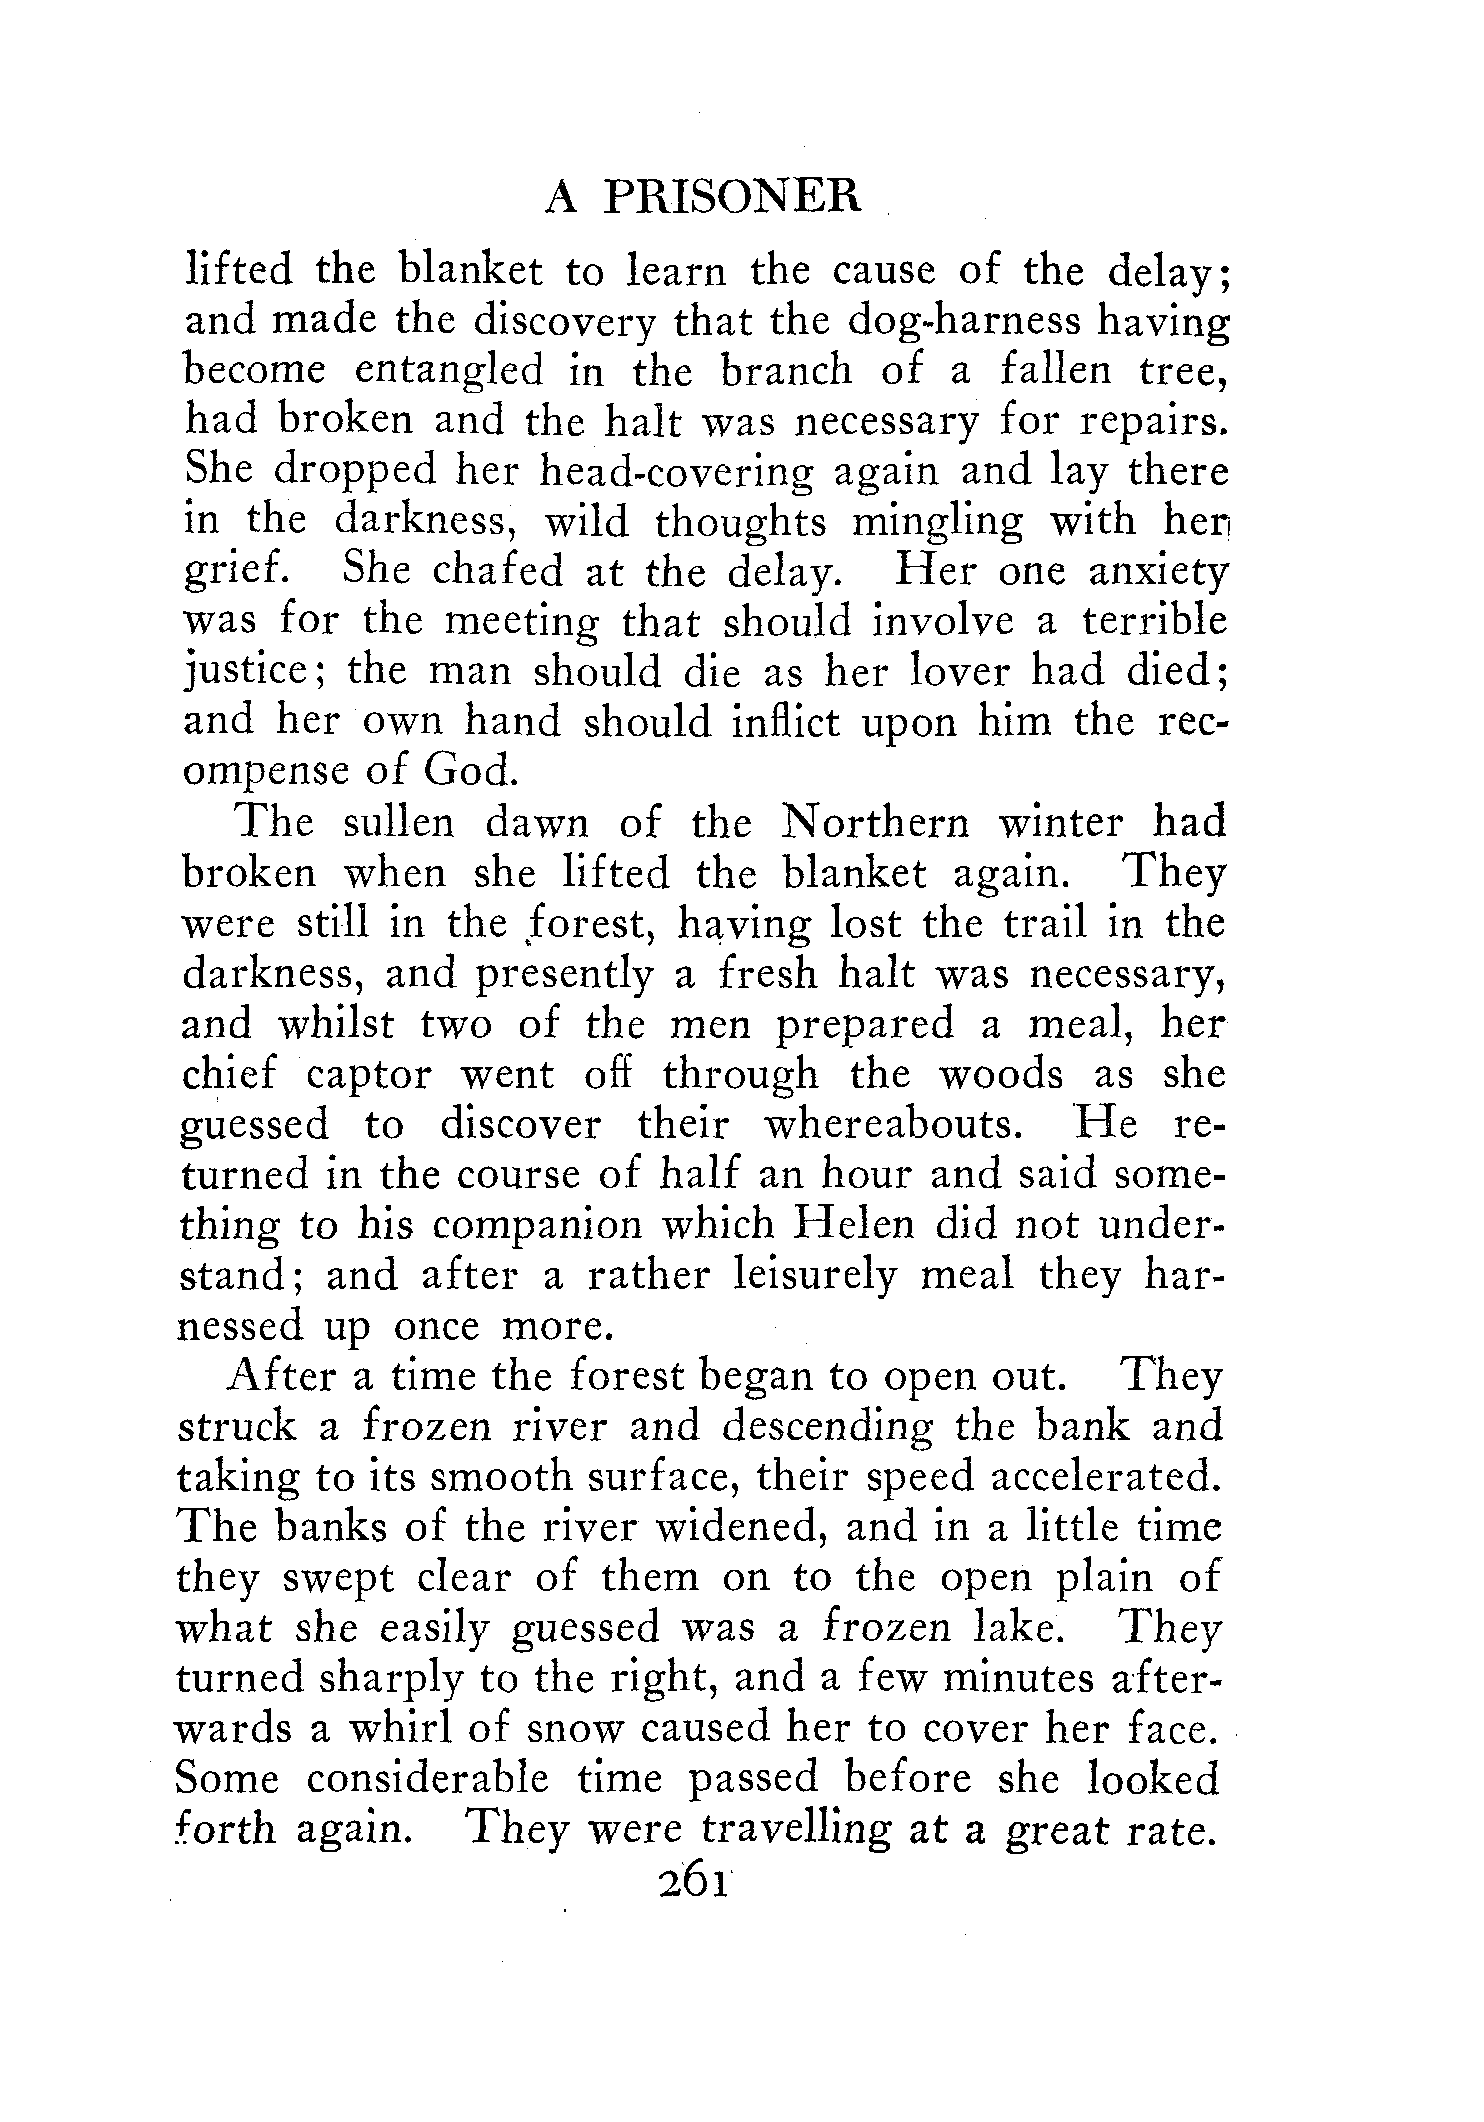 A PRISONER
lifted the blanket to learn the cause of the delay;
and made the discovery that the dog-harness having
become entangled in the branch of a fallen tree,
had broken and the halt was necessary for repairs.
She dropped her head-covering again and lay there
in the darkness, wild thoughts mingling with her
grief. She chafed at the delay. Her one anxiety
was for the meeting that should involve a terrible
justice; the man should die as her lover had died;
and her own hand should inflict upon him the rec-
ompense of God.
The sullen dawn of the Northern winter had
broken when she lifted the blanket again. They
were still in the forest, having lost the trail in the
darkness, and presently a fresh halt was necessary,
and whilst two of the men prepared a meal, her
chief captor went off through the woods as she
guessed to discover their whereabouts. He re-
turned in the course of half an hour and said some-
thing to his companion which Helen did not under-
stand; and after a rather leisurely meal they har-
nessed up once more.
After a time the forest began to open out. They
struck a frozen river and descending the bank and
taking to its smooth surface, their speed accelerated.
The banks of the river widened, and in a little time
they swept clear of them on to the open plain of
what she easily guessed was a frozen lake. They
turned sharply to the right, and a few minutes after-
wards a whirl of snow caused her to cover her face.
Some considerable time passed before she looked
forth again. They were travelling at a great rate.
261